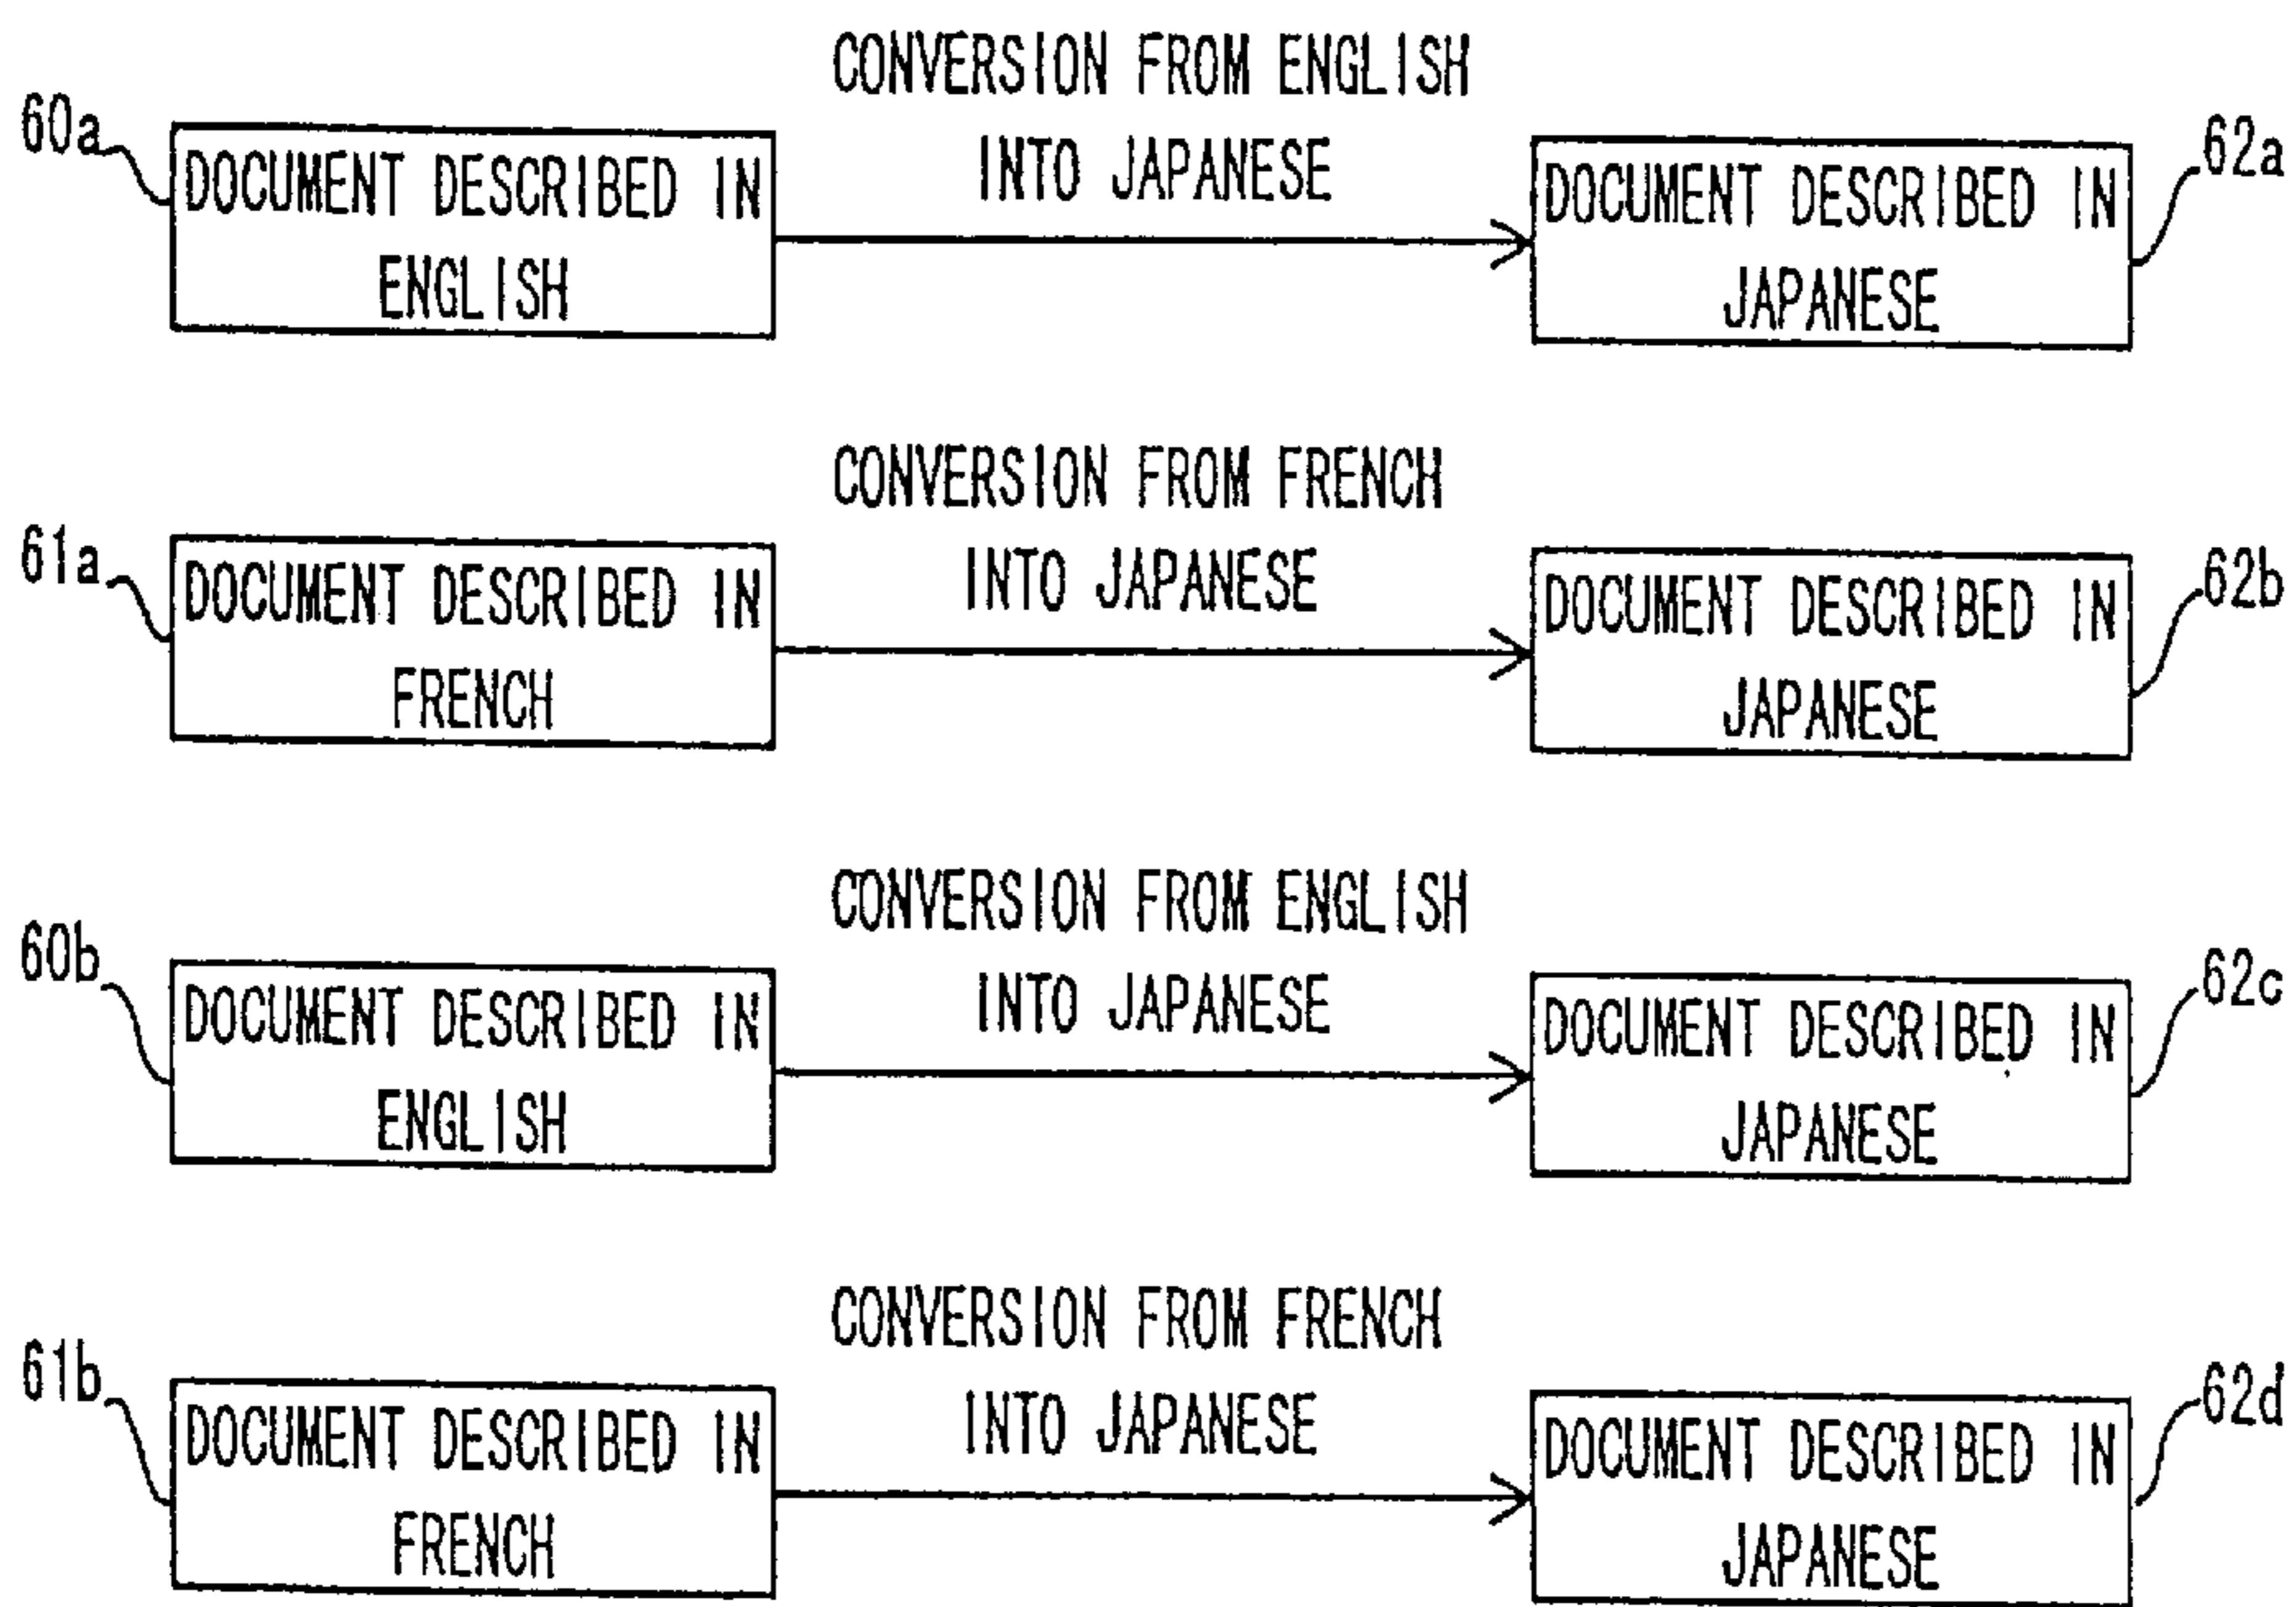 CONVERSION FROM ENGLISH
INTO JAPANESE
60a
DOCUMENT DESCRIBED IN
ENGLISH
DOCUMENT DESCRIBED IN
JAPANESE
62a
CONVERSION FROM FRENCH
INTO JAPANESE
61a
DOCUMENT DESCRIBED IN
FRENCH
DOCUMENT DESCRIBED IN
JAPANESE
62b
CONVERSION FROM ENGLISH
INTO JAPANESE
60b
DOCUMENT DESCRIBED IN
ENGLISH
DOCUMENT DESCRIBED IN
JAPANESE
62c
CONVERSION FROM FRENCH
INTO JAPANESE
61b
DOCUMENT DESCRIBED IN
FRENCH
DOCUMENT DESCRIBED IN
JAPANESE
62d